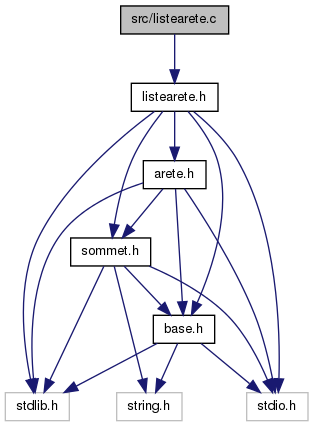 src/listearete.c
listearete.h
arete.h
sommet.h
base.h
stdlib.h
string.h
stdio.h